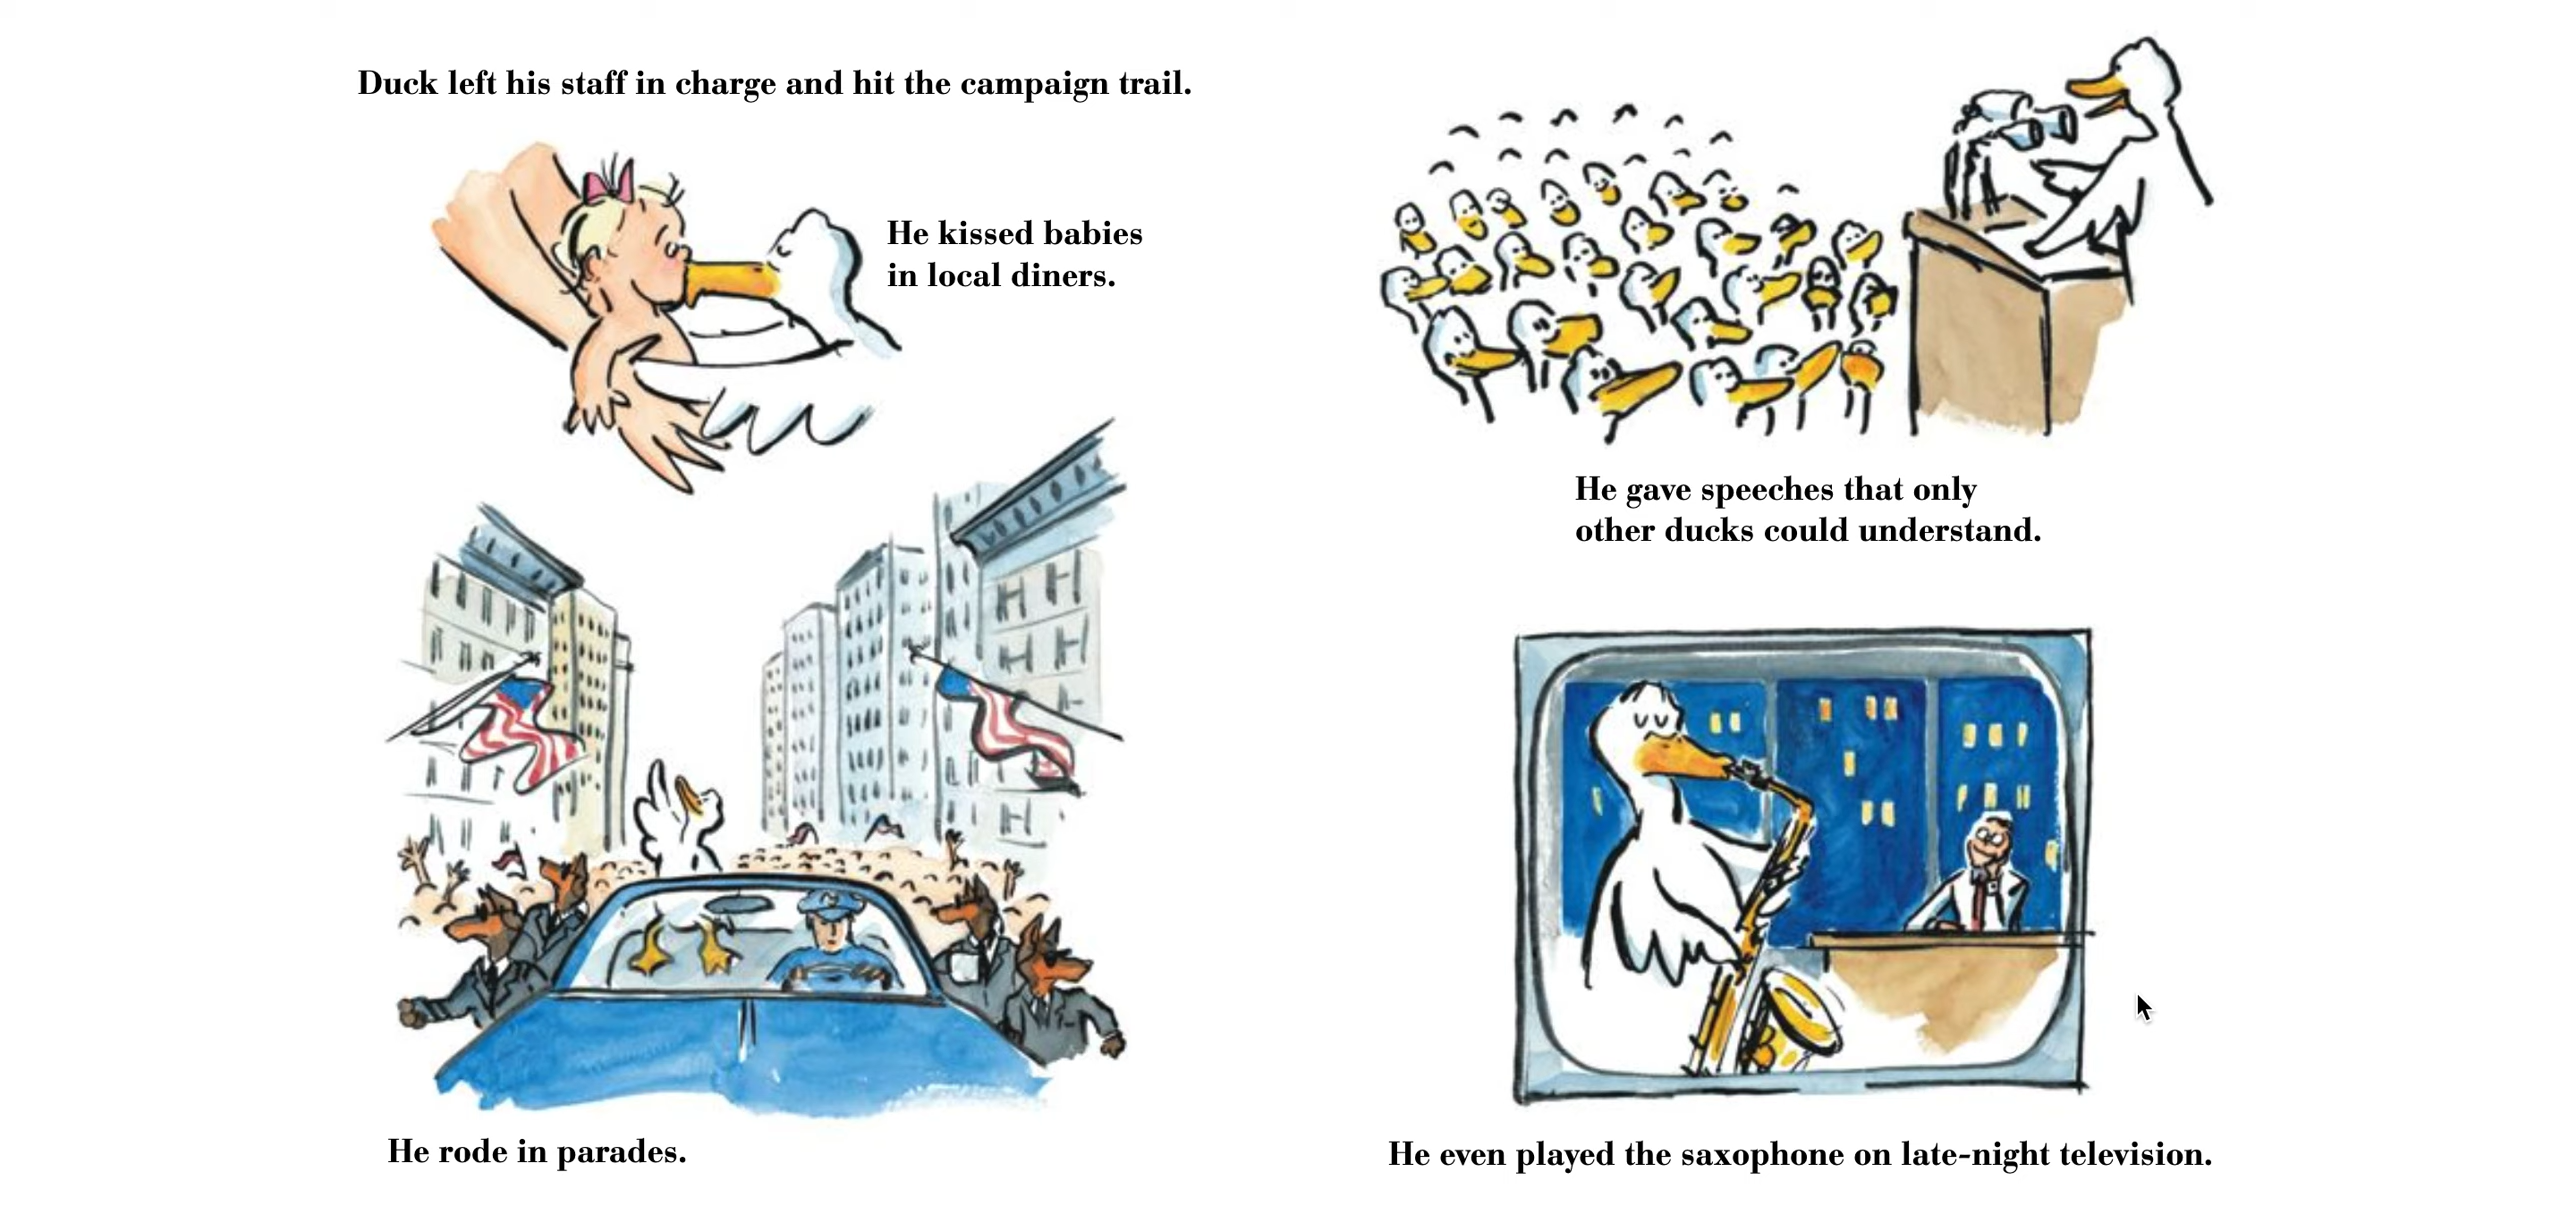 Duck left his staff in charge and hit the campaign trail.
He kissed babies
in local diners.
He rode in parades.
He gave speeches that only
other ducks could understand.
He even played the saxophone on late-night television.